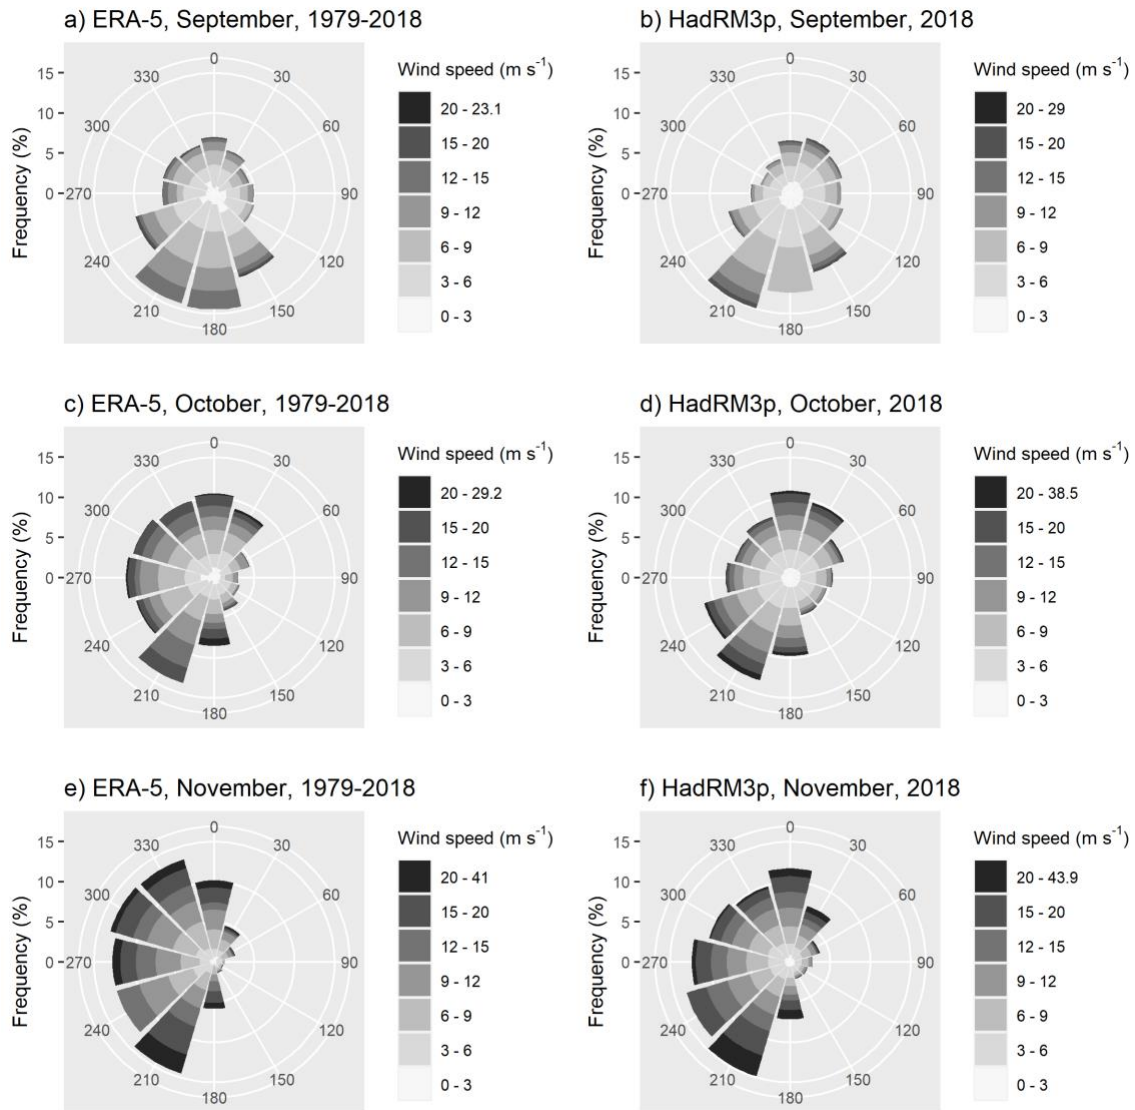 a) ERA-5, September, 1979-2018
Frequency (%)
15
10
5
0
0
30
60
90
120
150
180
210
240
270
300
330
Wind speed (m s⁻¹)
20 - 23.1
15 - 20
12 - 15
9 - 12
6 - 9
3 - 6
0 - 3
b) HadRM3p, September, 2018
Frequency (%)
15
10
5
0
0
30
60
90
120
150
180
210
240
270
300
330
Wind speed (m s⁻¹)
20 - 29
15 - 20
12 - 15
9 - 12
6 - 9
3 - 6
0 - 3
c) ERA-5, October, 1979-2018
Frequency (%)
15
10
5
0
0
30
60
90
120
150
180
210
240
270
300
330
Wind speed (m s⁻¹)
20 - 29.2
15 - 20
12 - 15
9 - 12
6 - 9
3 - 6
0 - 3
d) HadRM3p, October, 2018
Frequency (%)
15
10
5
0
0
30
60
90
120
150
180
210
240
270
300
330
Wind speed (m s⁻¹)
20 - 38.5
15 - 20
12 - 15
9 - 12
6 - 9
3 - 6
0 - 3
e) ERA-5, November, 1979-2018
Frequency (%)
15
10
5
0
0
30
60
90
120
150
180
210
240
270
300
330
Wind speed (m s⁻¹)
20 - 41
15 - 20
12 - 15
9 - 12
6 - 9
3 - 6
0 - 3
f) HadRM3p, November, 2018
Frequency (%)
15
10
5
0
0
30
60
90
120
150
180
210
240
270
300
330
Wind speed (m s⁻¹)
20 - 43.9
15 - 20
12 - 15
9 - 12
6 - 9
3 - 6
0 - 3